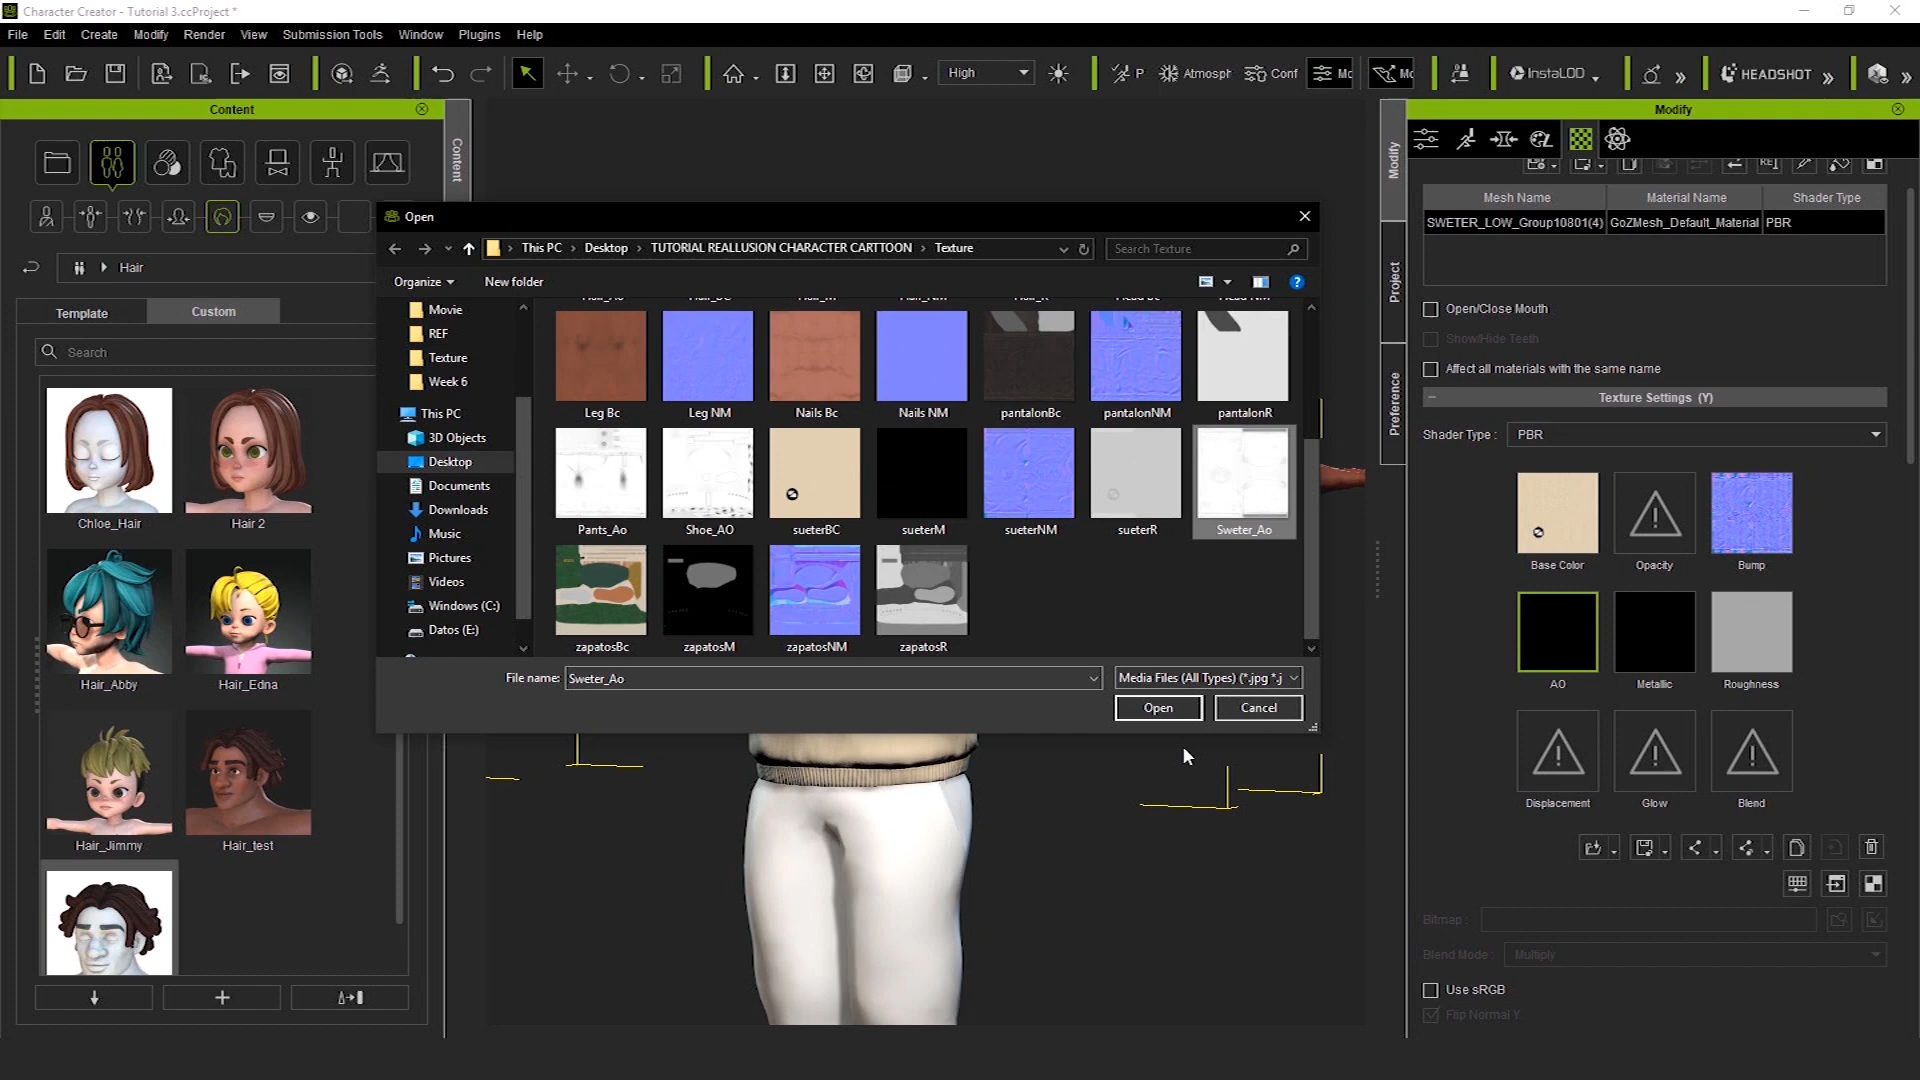 Character Creator - Tutorial 3.ccProject *
File Edit Create Modify Render View Submission Tools Window Plugins Help
High
P
Atmosph
Conf
Mc
Mc
InstaLOD
HEADSHOT
Content
Content
Hair
Template
Custom
Search
Chloe_Hair
Hair 2
Hair_Abby
Hair_Edna
Hair_Jimmy
Hair_test
Open
This PC
Desktop
TUTORIAL REALLUSION CHARACTER CARTTOON
Texture
Search Texture
Organize
New folder
Movie
REF
Texture
Week 6
This PC
3D Objects
Desktop
Documents
Downloads
Music
Pictures
Videos
Windows (C:)
Datos (E:)
Leg Bc
Leg NM
Nails Bc
Nails NM
pantalonBc
pantalonNM
pantalonR
Pants_Ao
Shoe_AO
sueterBC
sueterM
sueterNM
sueterR
Sweter_Ao
zapatosBc
zapatosM
zapatosNM
zapatosR
File name:
Sweter_Ao
Media Files (All Types) (*.jpg *.j
Open
Cancel
Modify
Modify
Project
Preference
Mesh Name
Material Name
Shader Type
SWETER_LOW_Group10801(4)
GoZMesh_Default_Material
PBR
Open/Close Mouth
Show/Hide Teeth
Affect all materials with the same name
Texture Settings (Y)
Shader Type :
PBR
Base Color
Opacity
Bump
AO
Metallic
Roughness
Displacement
Glow
Blend
Bitmap :
Blend Mode :
Multiply
Use sRGB
Flip Normal Y